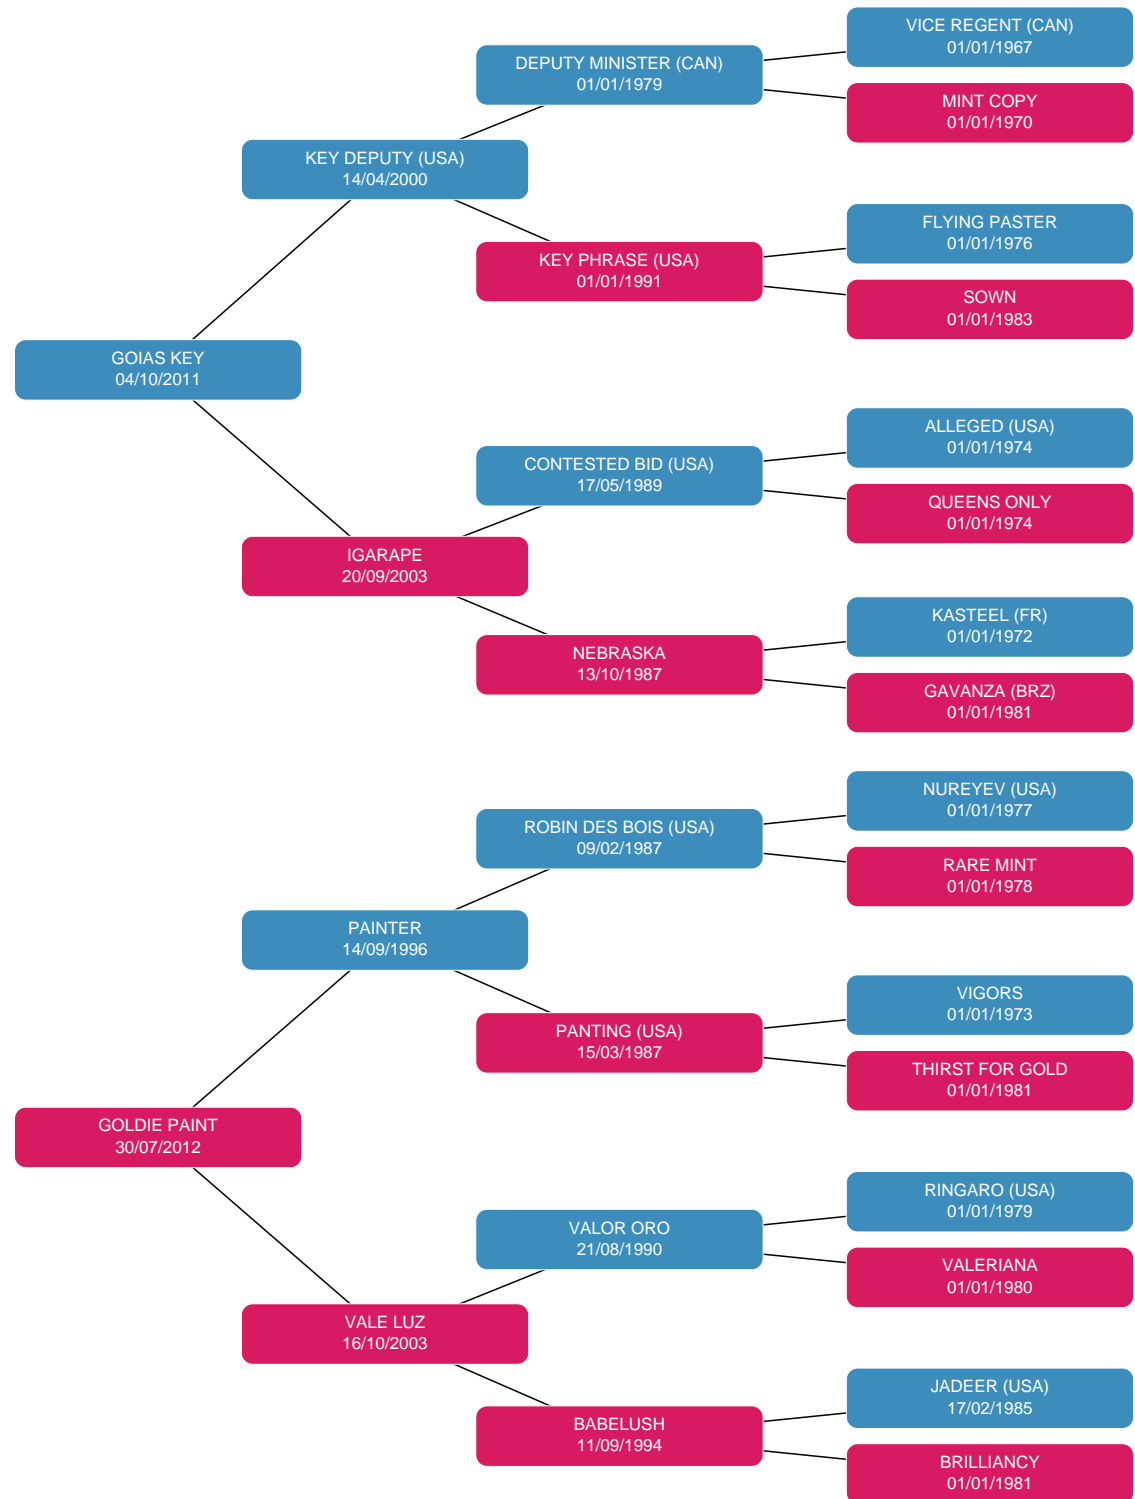 VICE REGENT (CAN)
01/01/1967
DEPUTY MINISTER (CAN)
01/01/1979
MINT COPY
01/01/1970
KEY DEPUTY (USA)
14/04/2000
FLYING PASTER
01/01/1976
KEY PHRASE (USA)
01/01/1991
SOWN
01/01/1983
GOIAS KEY
04/10/2011
ALLEGED (USA)
01/01/1974
CONTESTED BID (USA)
17/05/1989
QUEENS ONLY
01/01/1974
IGARAPE
20/09/2003
KASTEEL (FR)
01/01/1972
NEBRASKA
13/10/1987
GAVANZA (BRZ)
01/01/1981
NUREYEV (USA)
01/01/1977
ROBIN DES BOIS (USA)
09/02/1987
RARE MINT
01/01/1978
PAINTER
14/09/1996
VIGORS
01/01/1973
PANTING (USA)
15/03/1987
THIRST FOR GOLD
01/01/1981
GOLDIE PAINT
30/07/2012
RINGARO (USA)
01/01/1979
VALOR ORO
21/08/1990
VALERIANA
01/01/1980
VALE LUZ
16/10/2003
JADEER (USA)
17/02/1985
BABELUSH
11/09/1994
BRILLIANCY
01/01/1981